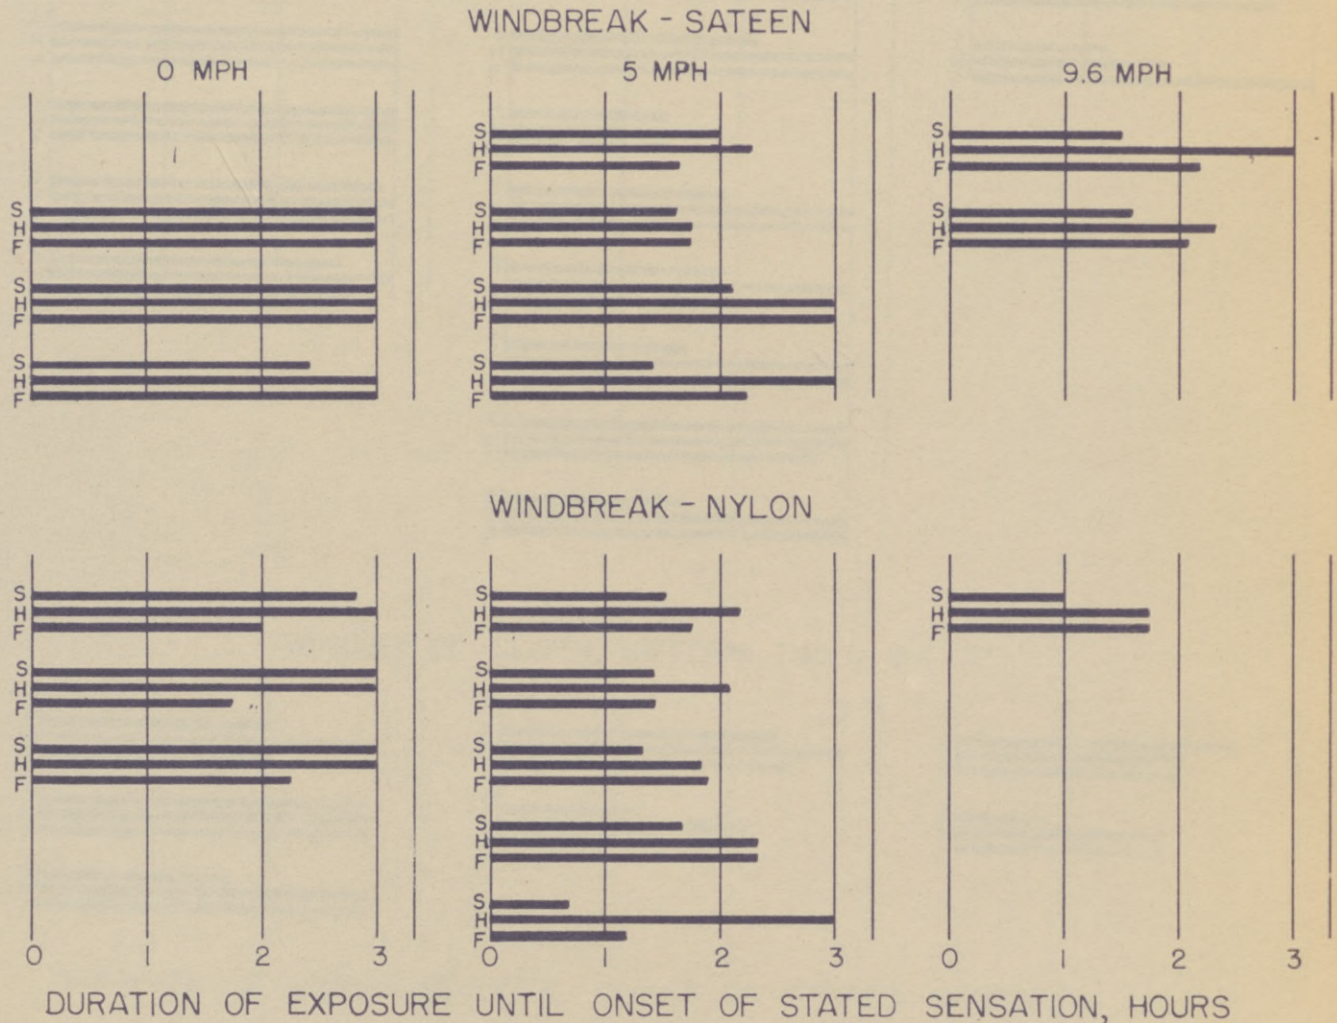 WINDBREAK - SATEEN
0 MPH 5 MPH 9.6 MPH
S
H
F
S
H
F
S
H
F
S
H
F
S
H
F
S
H
F
S
H
F
S
H
F
S
H
F
WINDBREAK - NYLON
S
H
F
S
H
F
S
H
F
S
H
F
S
H
F
S
H
F
S
H
F
S
H
F
S
H
F
0 1 2 3 0 1 2 3 0 1 2 3
DURATION OF EXPOSURE UNTIL ONSET OF STATED SENSATION, HOURS